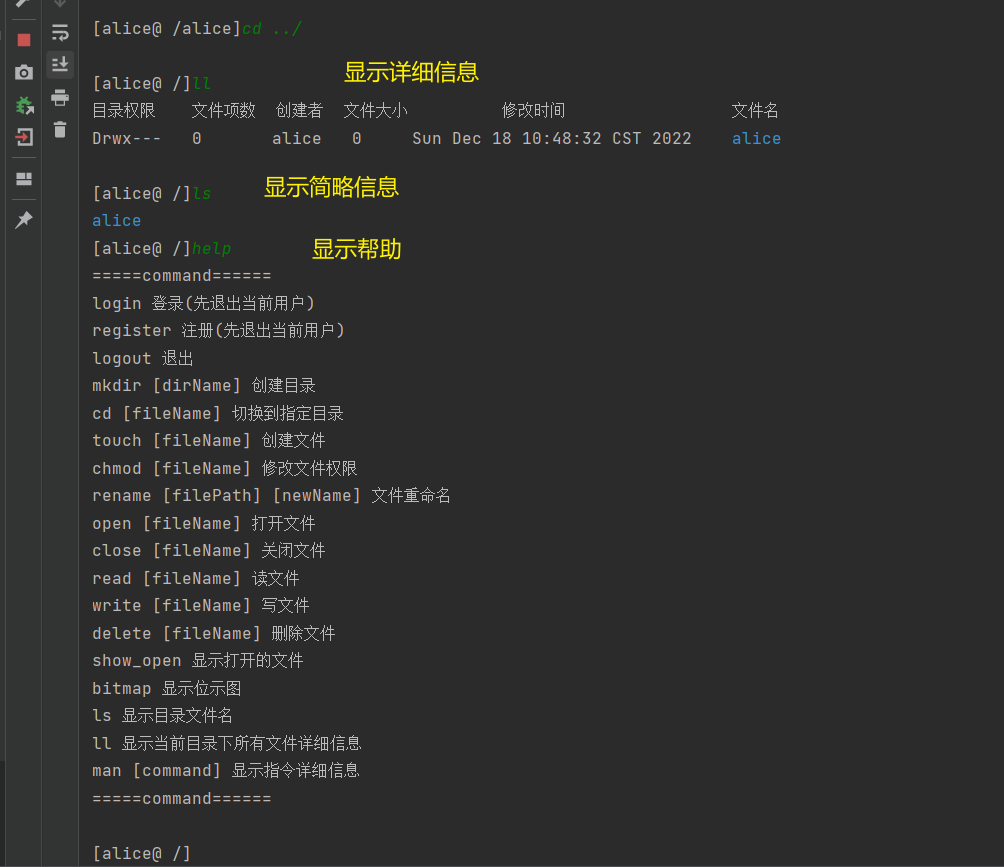 [alice@ /alice]cd ../
显示详细信息
[alice@ /]ll
目录权限 文件项数 创建者 文件大小 修改时间 文件名
Drwx--- 0 alice 0 Sun Dec 18 10:48:32 CST 2022 alice
[alice@ /]ls 显示简略信息
alice
[alice@ /]help 显示帮助
=====command======
login 登录(先退出当前用户)
register 注册(先退出当前用户)
logout 退出
mkdir [dirName] 创建目录
cd [fileName] 切换到指定目录
touch [fileName] 创建文件
chmod [fileName] 修改文件权限
rename [filePath] [newName] 文件重命名
open [fileName] 打开文件
close [fileName] 关闭文件
read [fileName] 读文件
write [fileName] 写文件
delete [fileName] 删除文件
show_open 显示打开的文件
bitmap 显示位示图
ls 显示目录文件名
ll 显示当前目录下所有文件详细信息
man [command] 显示指令详细信息
=====command======
[alice@ /]